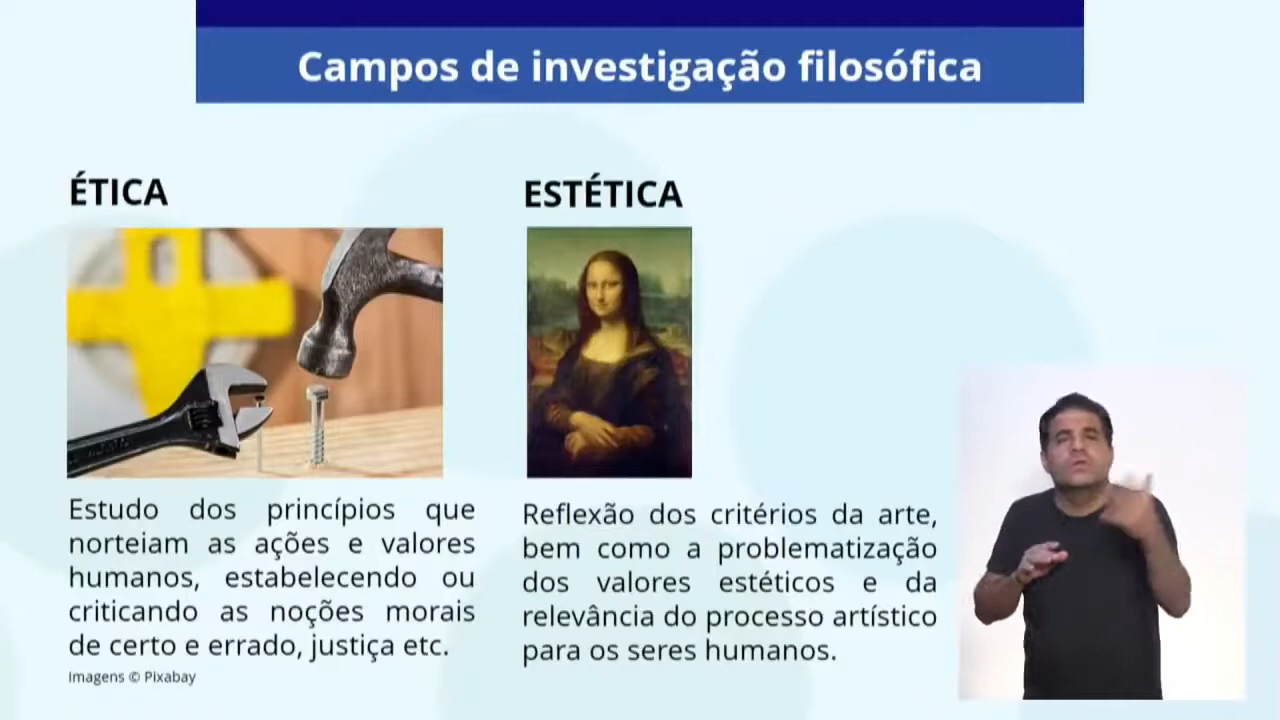 Campos de investigação filosófica
ÉTICA
Estudo dos princípios que
norteiam as ações e valores
humanos, estabelecendo ou
criticando as noções morais
de certo e errado, justiça etc.
Imagens © Pixabay
ESTÉTICA
Reflexão dos critérios da arte,
bem como a problematização
dos valores estéticos e da
relevância do processo artístico
para os seres humanos.